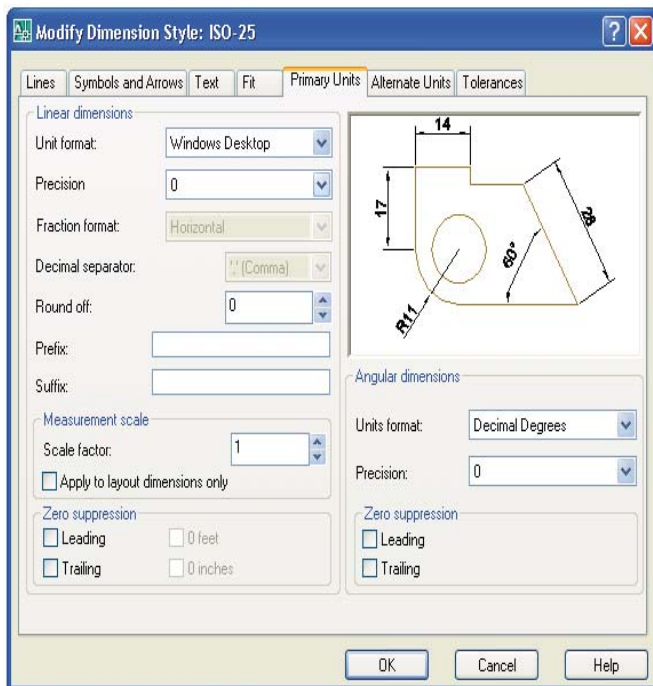 Modify Dimension Style: ISO-25
Lines Symbols and Arrows Text Fit Primary Units Alternate Units Tolerances
Linear dimensions
Unit format: Windows Desktop
Precision 0
Fraction format: Horizontal
Decimal separator: ',' (Comma)
Round off: 0
Prefix:
Suffix:
Measurement scale
Scale factor: 1
Apply to layout dimensions only
Zero suppression
Leading 0 feet
Trailing 0 inches
14
17
28
60°
R11
Angular dimensions
Units format: Decimal Degrees
Precision: 0
Zero suppression
Leading
Trailing
OK Cancel Help